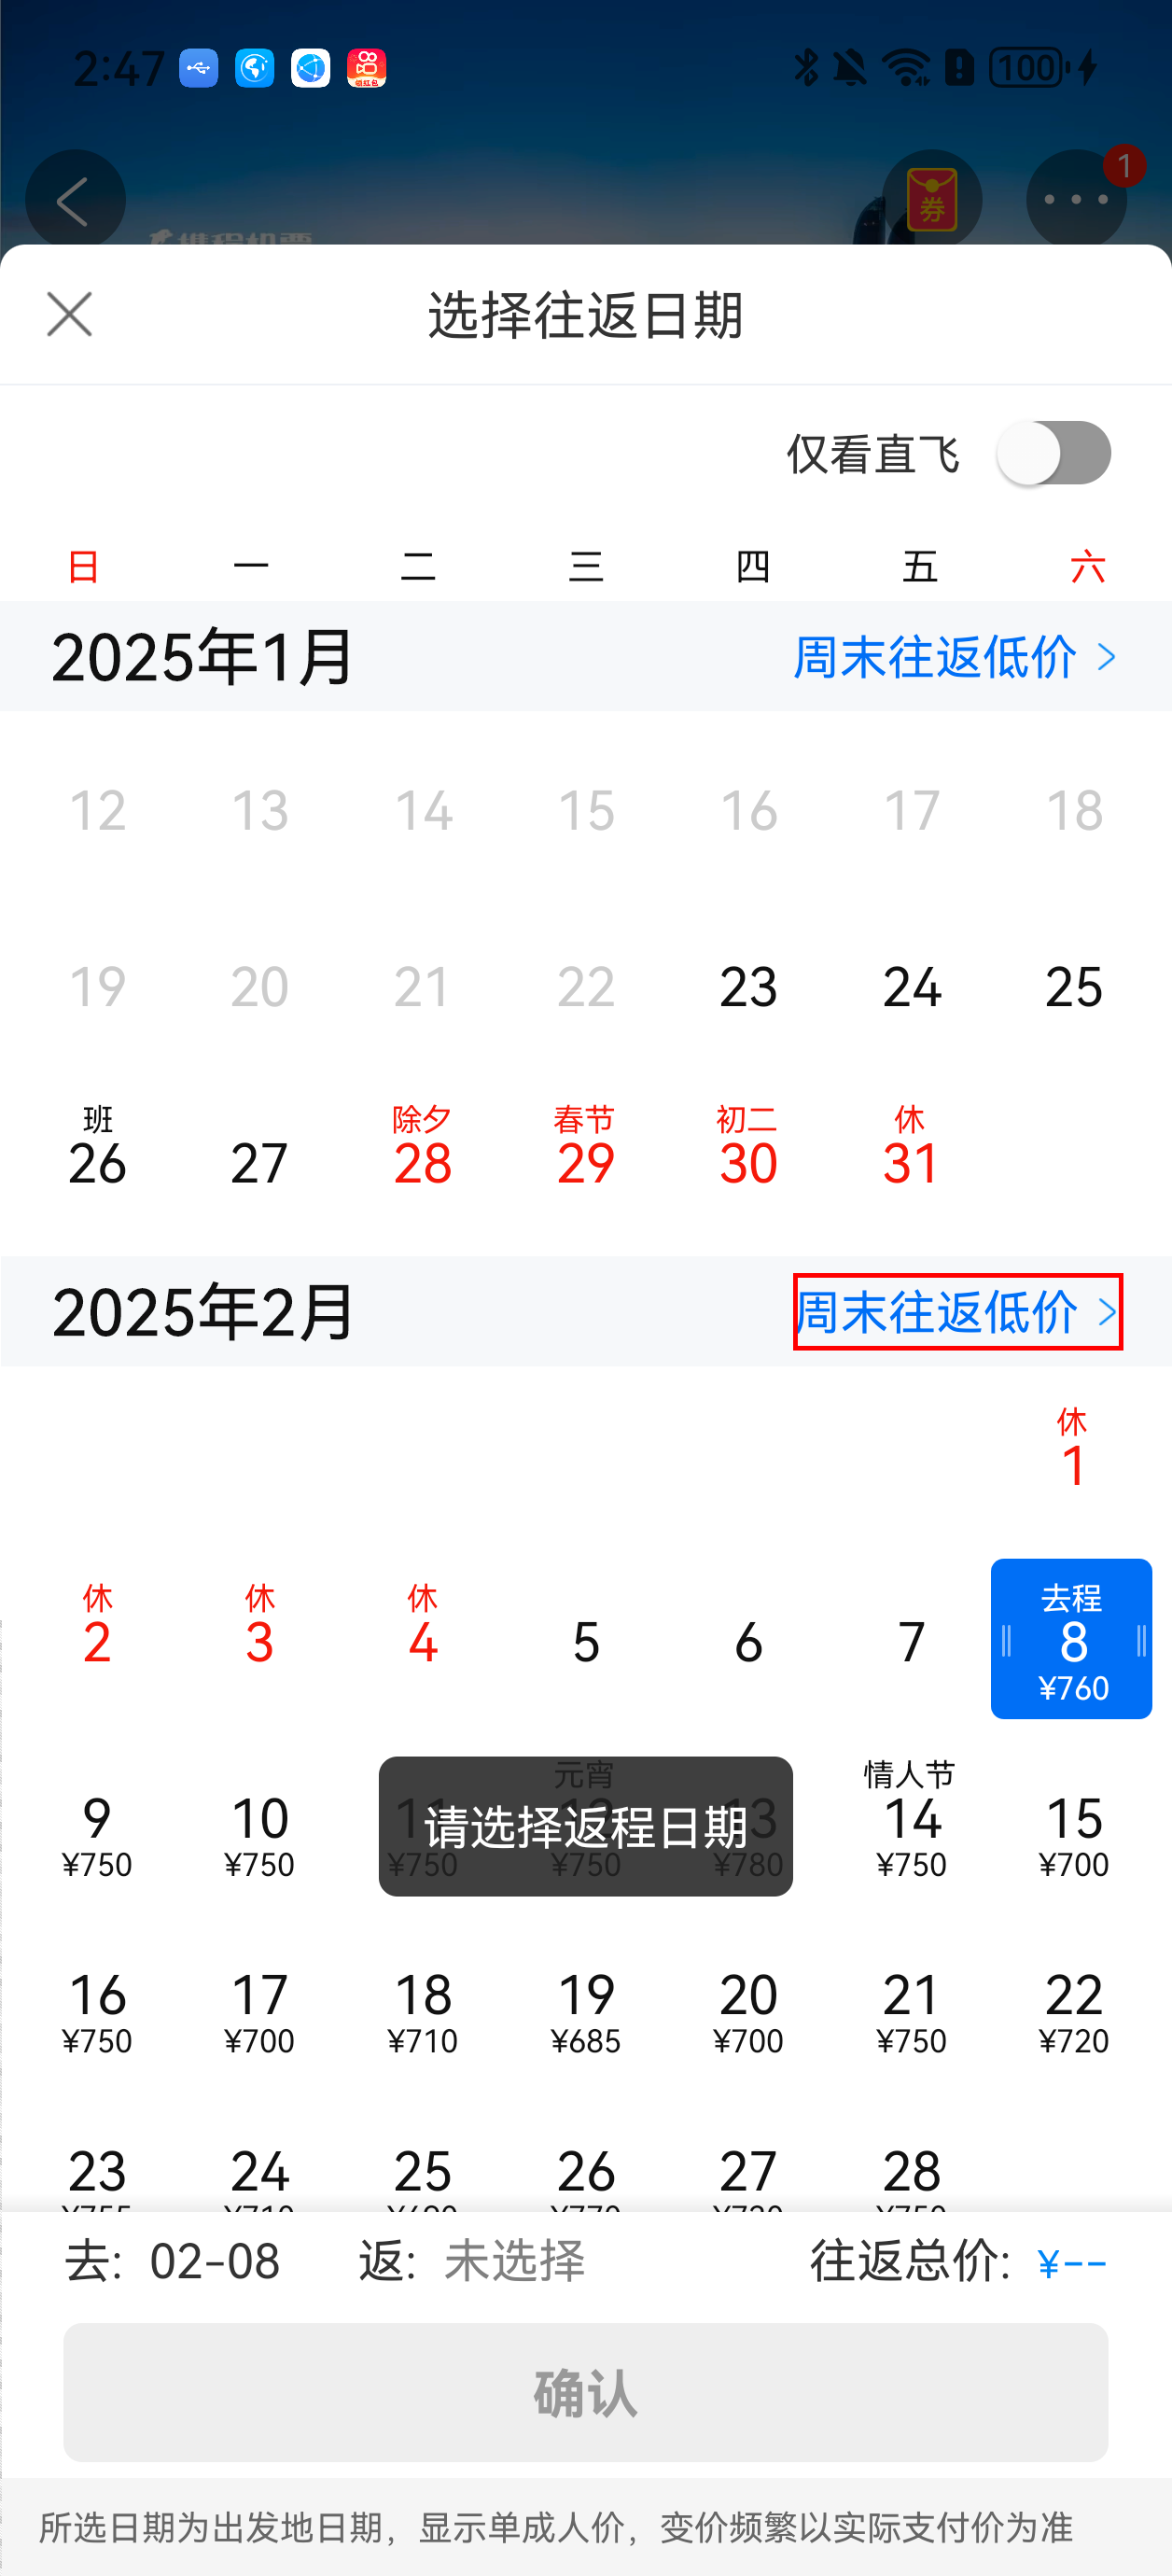 2:47
领红包
100
券
1
携程机票
选择往返日期
仅看直飞
日 一 二 三 四 五 六
2025年1月 周末往返低价 >
12 13 14 15 16 17 18
19 20 21 22 23 24 25
班 除夕 春节 初二 休
26 27 28 29 30 31
2025年2月 周末往返低价 >
休
1
休 休 休 去程
2 3 4 5 6 7 8
¥760
元宵 情人节
9 10 11 12 13 14 15
¥750 ¥750 ¥750 ¥750 ¥780 ¥750 ¥700
请选择返程日期
16 17 18 19 20 21 22
¥750 ¥700 ¥710 ¥685 ¥700 ¥750 ¥720
23 24 25 26 27 28
去: 02-08 返: 未选择 往返总价: ¥--
确认
所选日期为出发地日期，显示单成人价，变价频繁以实际支付价为准